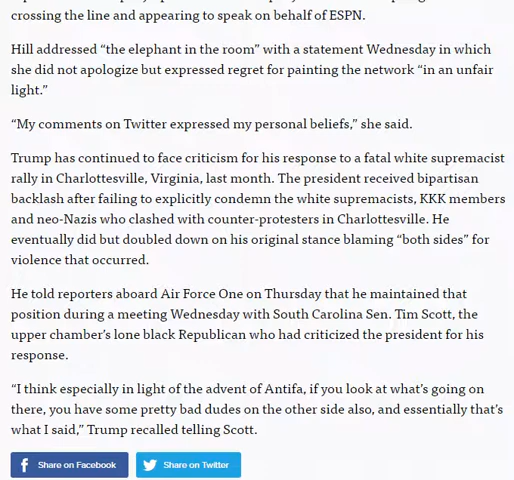 crossing the line and appearing to speak on behalf of ESPN.
Hill addressed “the elephant in the room” with a statement Wednesday in which
she did not apologize but expressed regret for painting the network “in an unfair
light.”
“My comments on Twitter expressed my personal beliefs,” she said.
Trump has continued to face criticism for his response to a fatal white supremacist
rally in Charlottesville, Virginia, last month. The president received bipartisan
backlash after failing to explicitly condemn the white supremacists, KKK members
and neo-Nazis who clashed with counter-protesters in Charlottesville. He
eventually did but doubled down on his original stance blaming “both sides” for
violence that occurred.
He told reporters aboard Air Force One on Thursday that he maintained that
position during a meeting Wednesday with South Carolina Sen. Tim Scott, the
upper chamber’s lone black Republican who had criticized the president for his
response.
“I think especially in light of the advent of Antifa, if you look at what’s going on
there, you have some pretty bad dudes on the other side also, and essentially that’s
what I said,” Trump recalled telling Scott.
Share on Facebook Share on Twitter